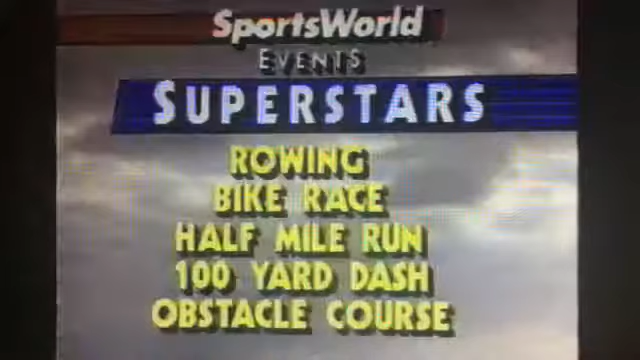 SportsWorld
EVENTS
SUPERSTARS
ROWING
BIKE RACE
HALF MILE RUN
100 YARD DASH
OBSTACLE COURSE